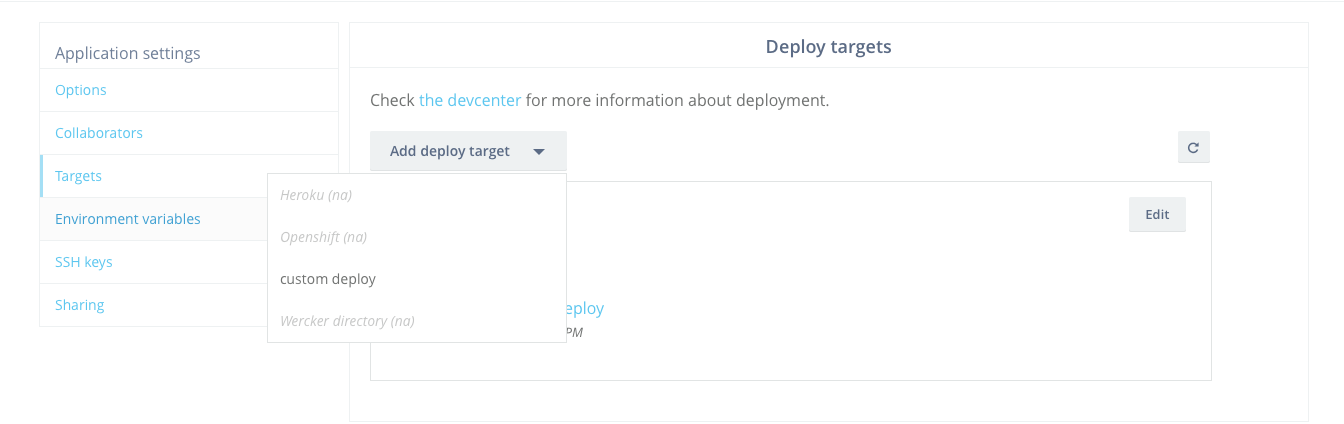 Application settings
Options
Collaborators
Targets
Environment variables
SSH keys
Sharing
Deploy targets
Check the devcenter for more information about deployment.
Add deploy target
Heroku (na)
Openshift (na)
custom deploy
Wercker directory (na)
Edit
eploy
PM